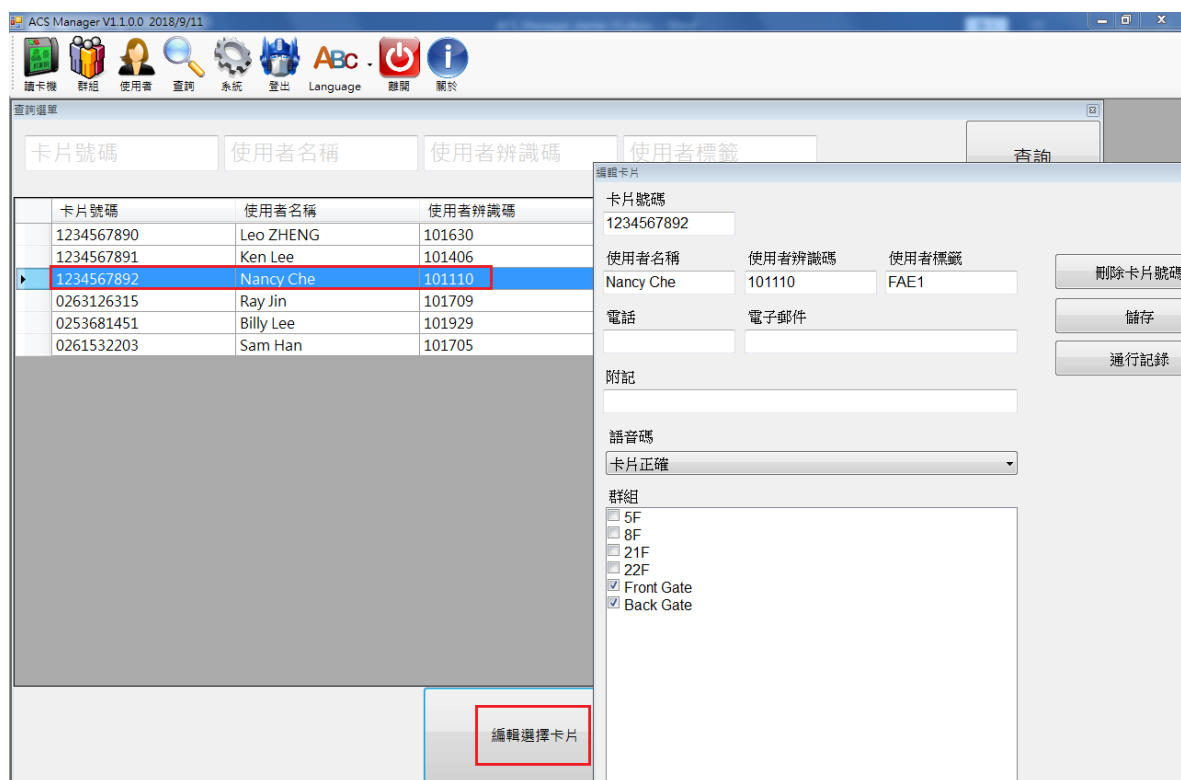 ACS Manager V1.1.0.0 2018/9/11
ABC
讀卡機 群組 使用者 查詢 系統 登出 Language 離開 關於
查詢選單
卡片號碼 使用者名稱 使用者辨識碼 使用者標籤 查詢
卡片號碼 使用者名稱 使用者辨識碼
1234567890 Leo ZHENG 101630
1234567891 Ken Lee 101406
1234567892 Nancy Che 101110
0263126315 Ray Jin 101709
0253681451 Billy Lee 101929
0261532203 Sam Han 101705
編輯選擇卡片
編輯卡片
卡片號碼
1234567892
使用者名稱 使用者辨識碼 使用者標籤
Nancy Che 101110 FAE1
刪除卡片號碼
電話 電子郵件
儲存
通行記錄
附記
語音碼
卡片正確
群組
5F
8F
21F
22F
Front Gate
Back Gate